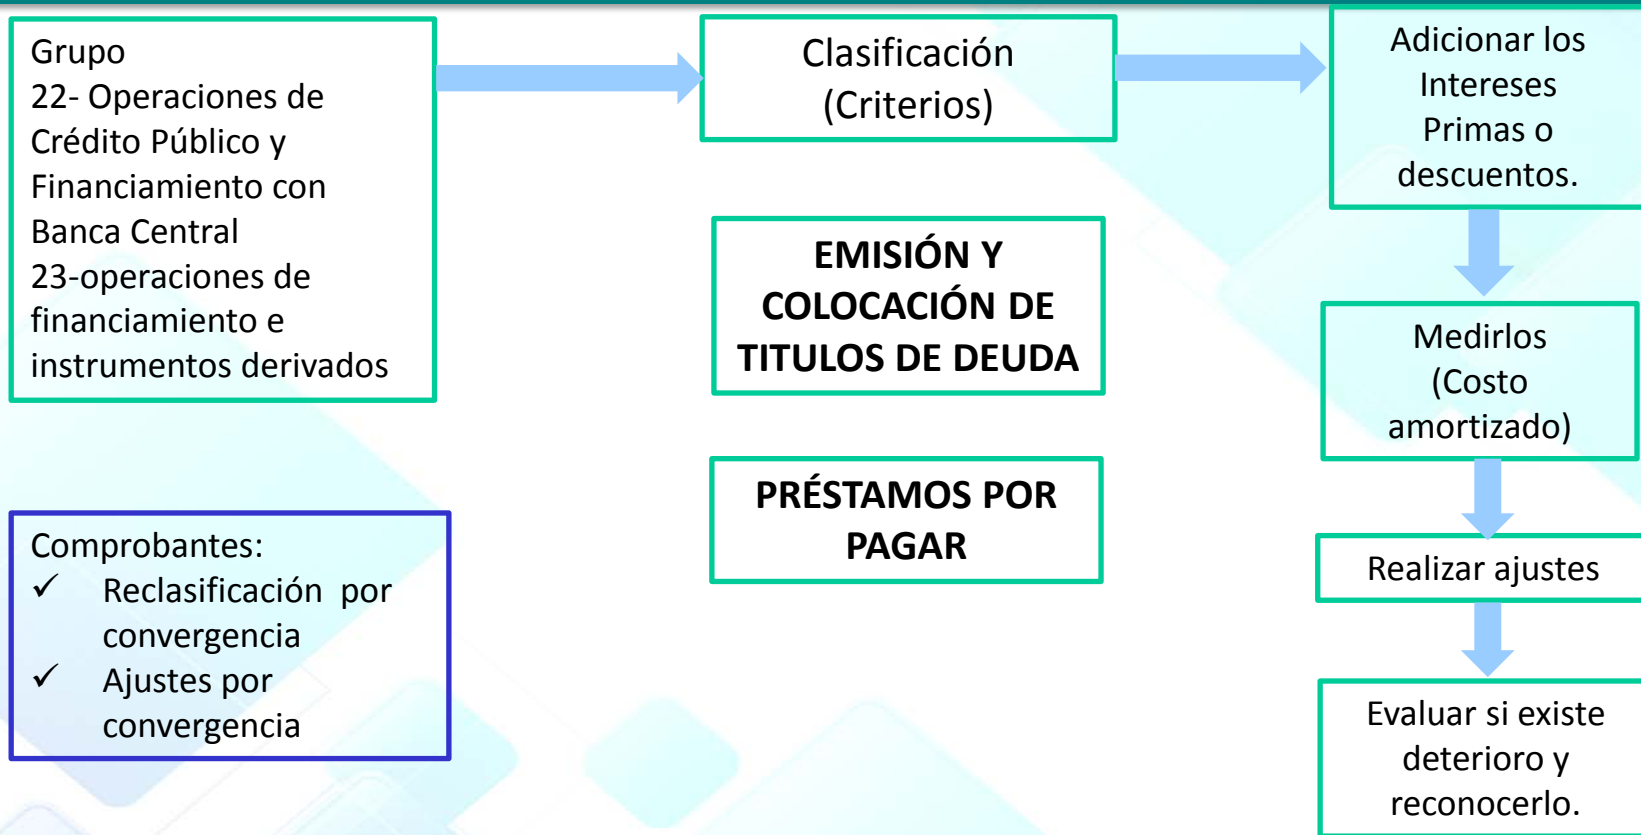 Grupo
22- Operaciones de
Crédito Público y
Financiamiento con
Banca Central
23-operaciones de
financiamiento e
instrumentos derivados
Clasificación
(Criterios)
Adicionar los
Intereses
Primas o
descuentos.
EMISIÓN Y
COLOCACIÓN DE
TITULOS DE DEUDA
Medirlos
(Costo
amortizado)
PRÉSTAMOS POR
PAGAR
Comprobantes:
✓ Reclasificación por
convergencia
✓ Ajustes por
convergencia
Realizar ajustes
Evaluar si existe
deterioro y
reconocerlo.